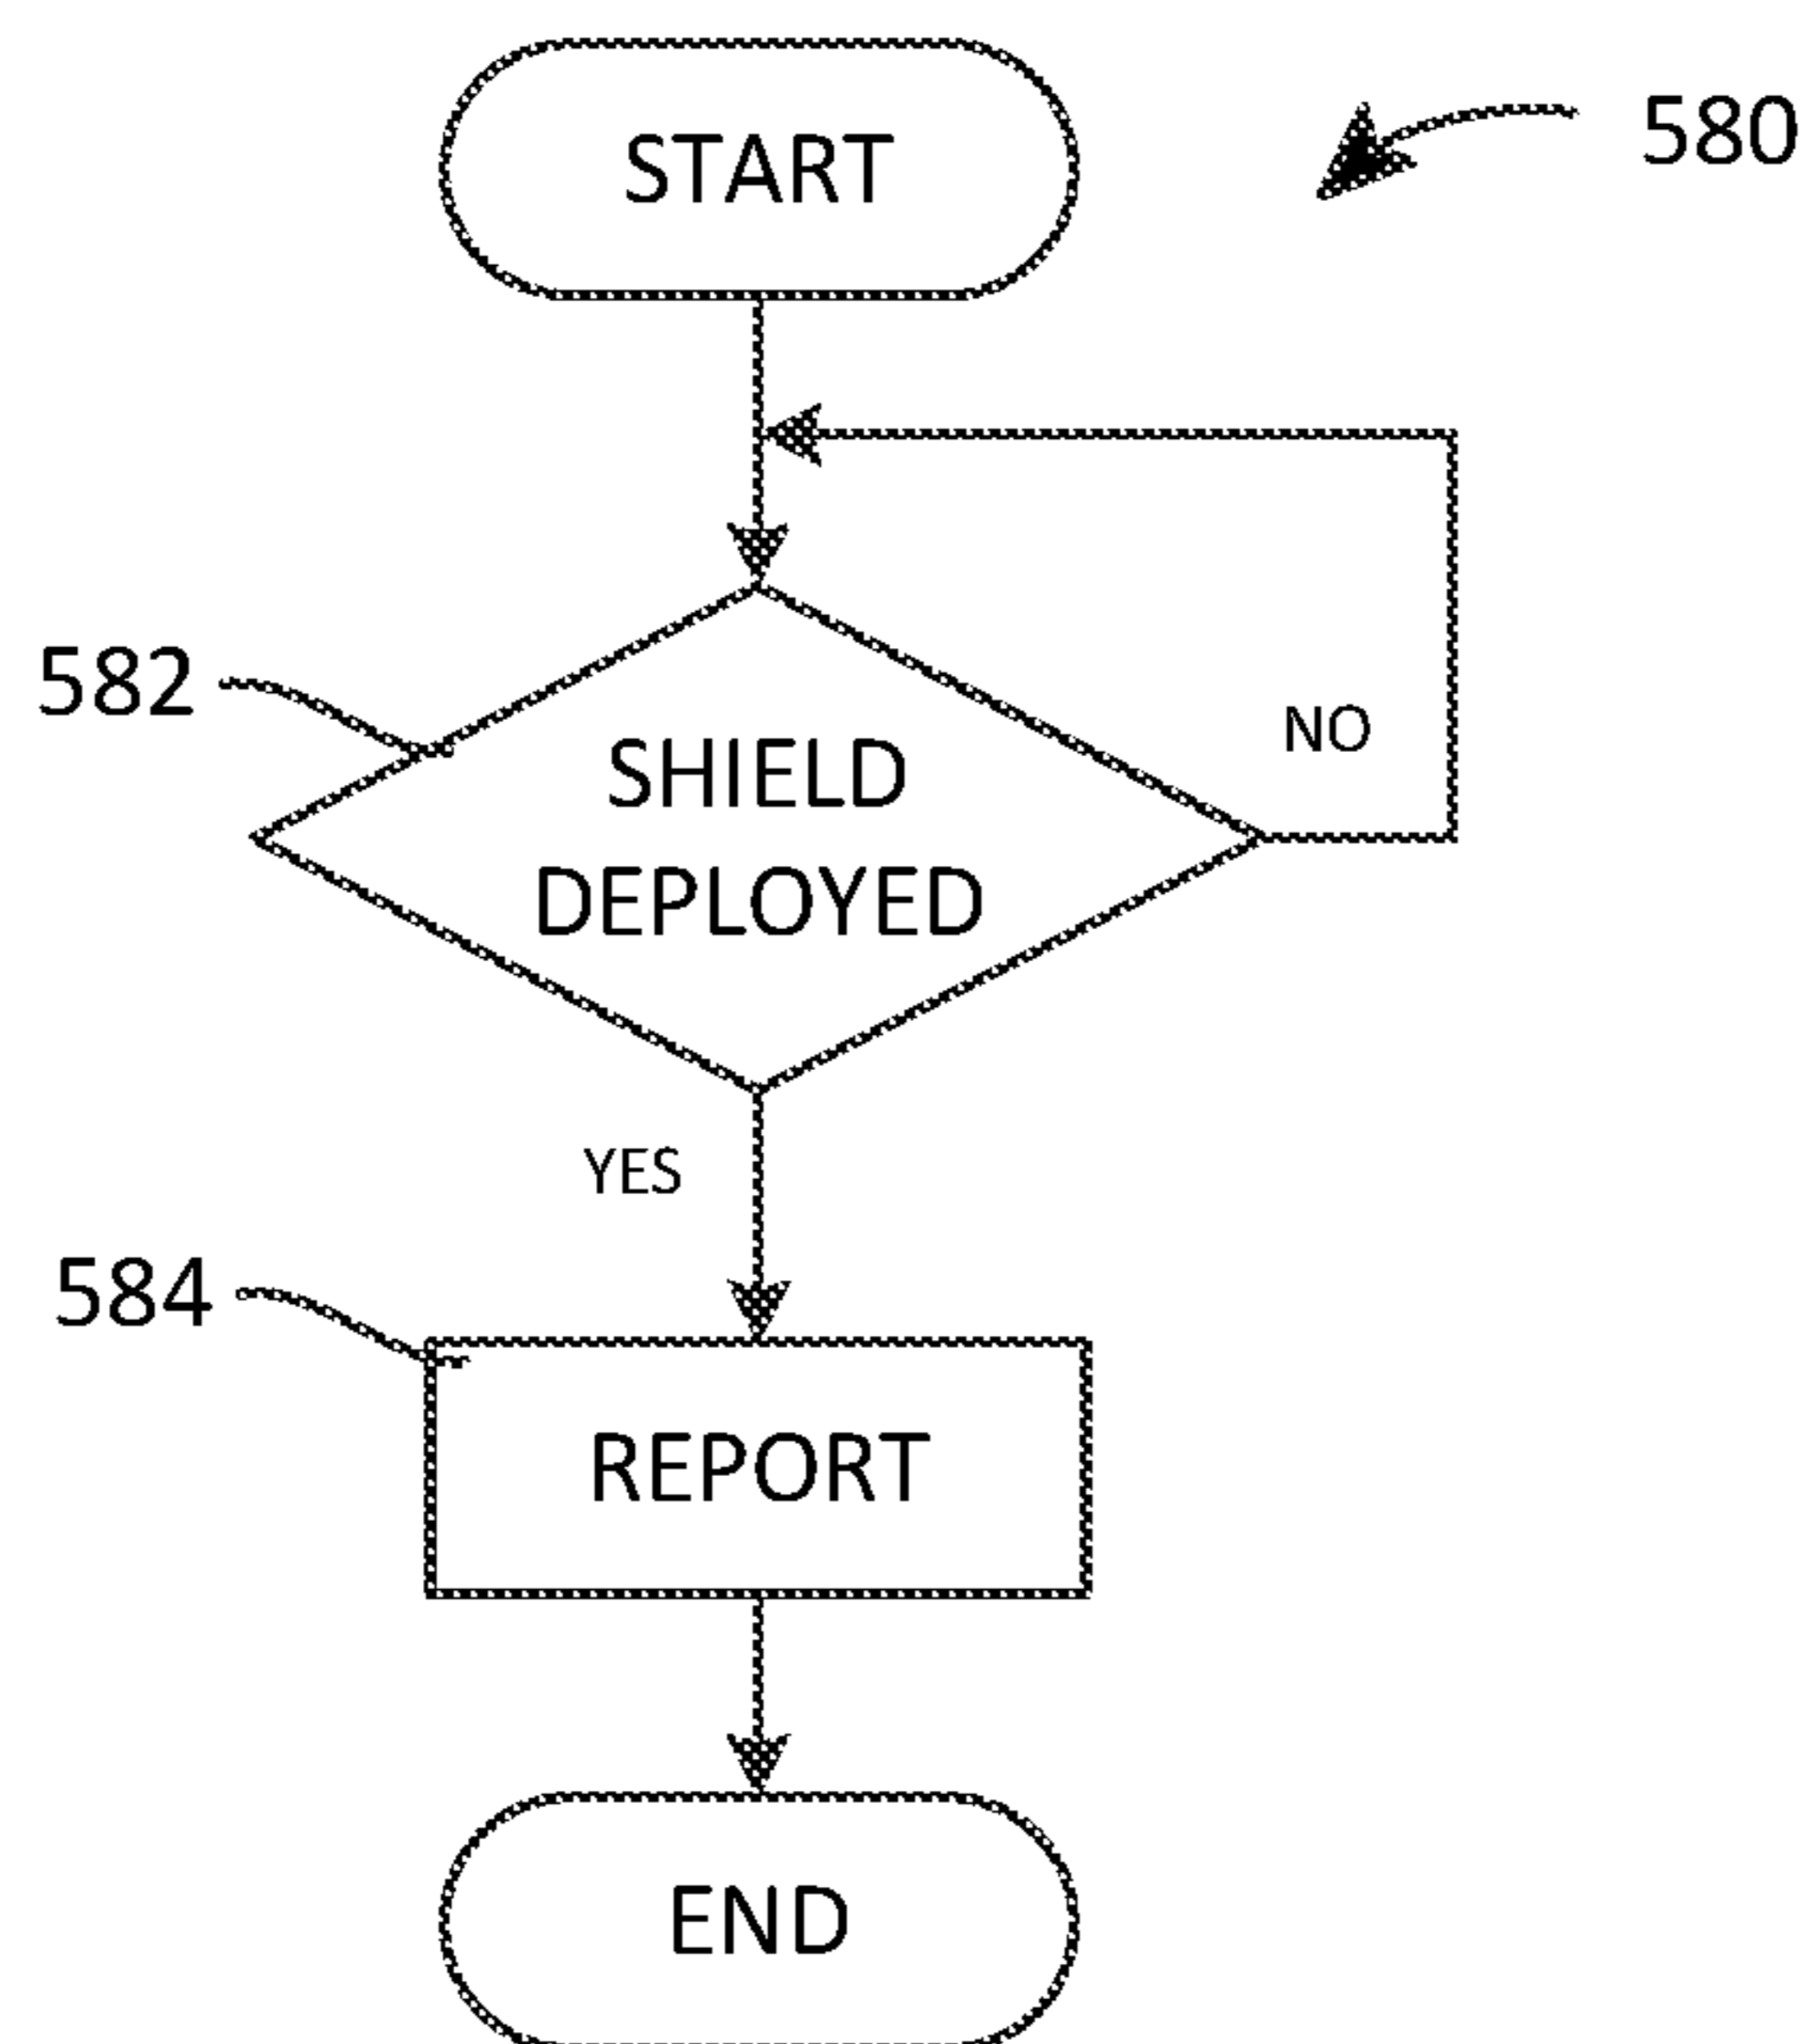 START
580
582
SHIELD
DEPLOYED
NO
YES
584
REPORT
END